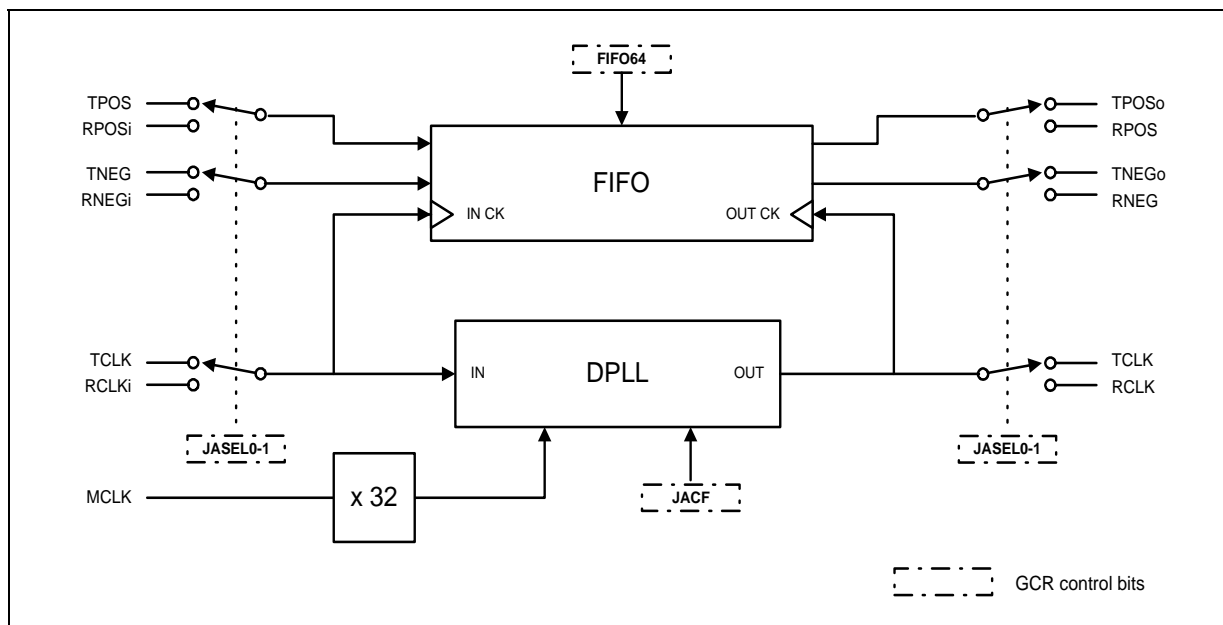 FIFO64
TPOS
RPOSi
TPOSo
RPOS
TNEG
RNEGi
FIFO
TNEGo
RNEG
IN CK
OUT CK
TCLK
RCLKi
IN
DPLL
OUT
TCLK
RCLK
JASEL0-1
JASEL0-1
MCLK
x 32
JACF
GCR control bits